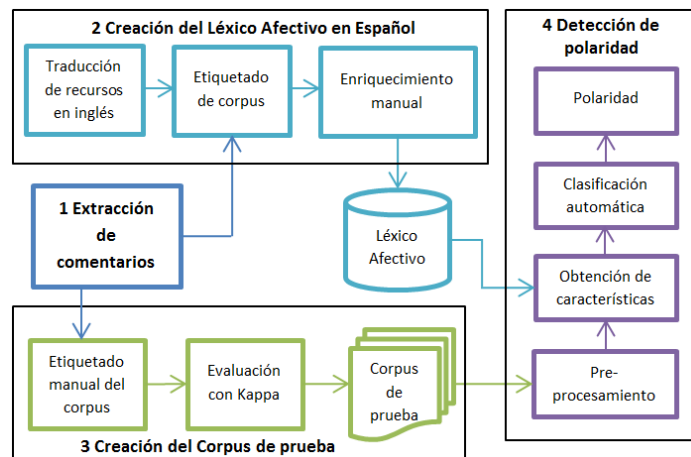 2 Creación del Léxico Afectivo en Español
Traducción
de recursos
en inglés
Etiquetado
de corpus
Enriquecimiento
manual
1 Extracción
de
comentarios
Léxico
Afectivo
Etiquetado
manual del
corpus
Evaluación
con Kappa
Corpus
de
prueba
3 Creación del Corpus de prueba
4 Detección de
polaridad
Polaridad
Clasificación
automática
Obtención de
características
Pre-
procesamiento